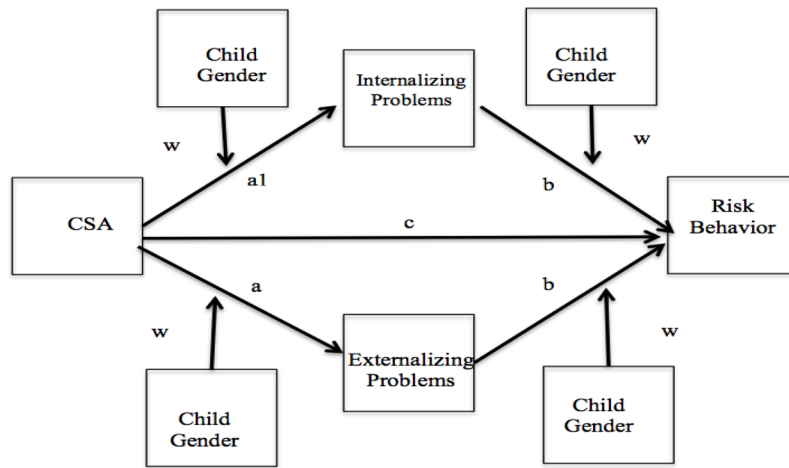 Child
Gender
Internalizing
Problems
Child
Gender
w
w
a1
b
CSA
c
Risk
Behavior
a
b
w
w
Externalizing
Problems
Child
Gender
Child
Gender